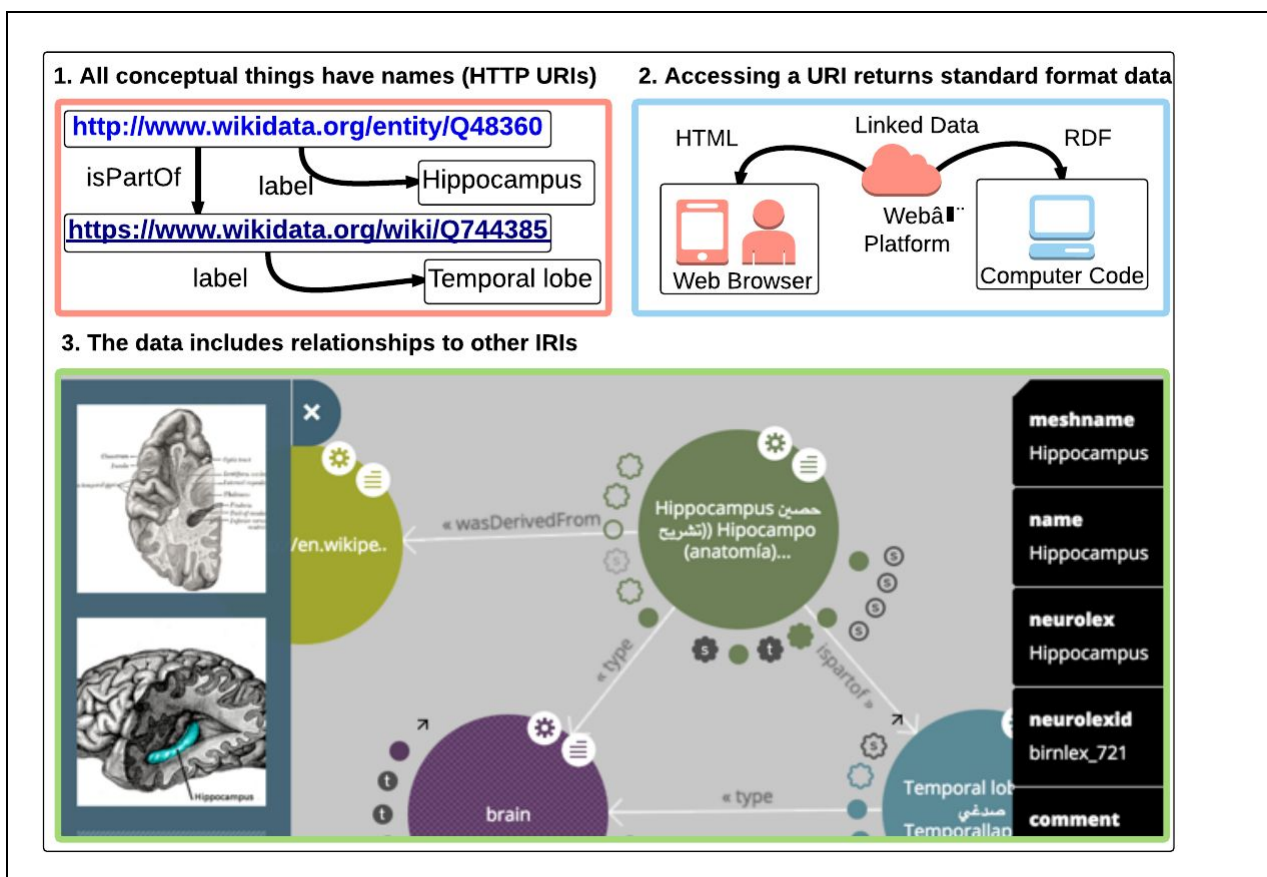 1. All conceptual things have names (HTTP URIs)
http://www.wikidata.org/entity/Q48360
isPartOf
label
Hippocampus
https://www.wikidata.org/wiki/Q744385
label
Temporal lobe
2. Accessing a URI returns standard format data
HTML
Linked Data
RDF
Webâ
Platform
Web Browser
Computer Code
3. The data includes relationships to other IRIs
Hippocampus
/en.wikipe..
« wasDerivedFrom
Hippocampus حصين
تشريح)) Hipocampo
(anatomía)...
s
s
s
s
s
s
t
« type
ispartof »
t
t
brain
« type
s
Temporal lob
صدغي
Temporallap
meshname
Hippocampus
name
Hippocampus
neurolex
Hippocampus
neurolexid
birnlex_721
comment